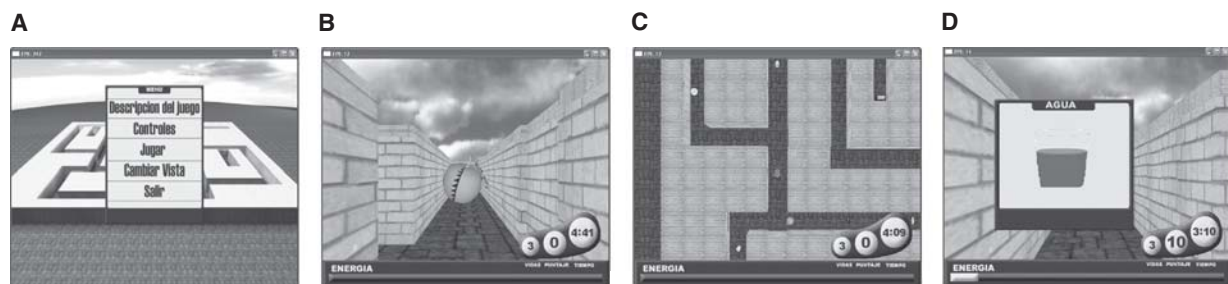 A
B
C
D
MENU
Descripcion del juego
Controles
Jugar
Cambiar Vista
Salir
3 0 4:41
VIDAS PUNTAJE TIEMPO
ENERGIA
3 0 4:09
VIDAS PUNTAJE TIEMPO
ENERGIA
AGUA
3 10 3:10
VIDAS PUNTAJE TIEMPO
ENERGIA